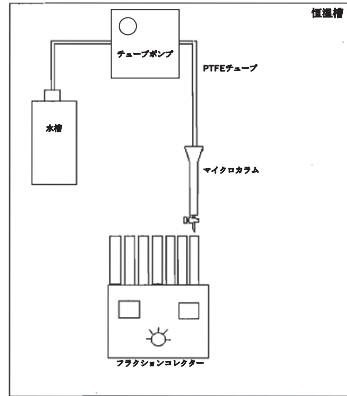 恒温槽
チューブポンプ
PTFEチューブ
水槽
マイクロカラム
フラクションコレクター